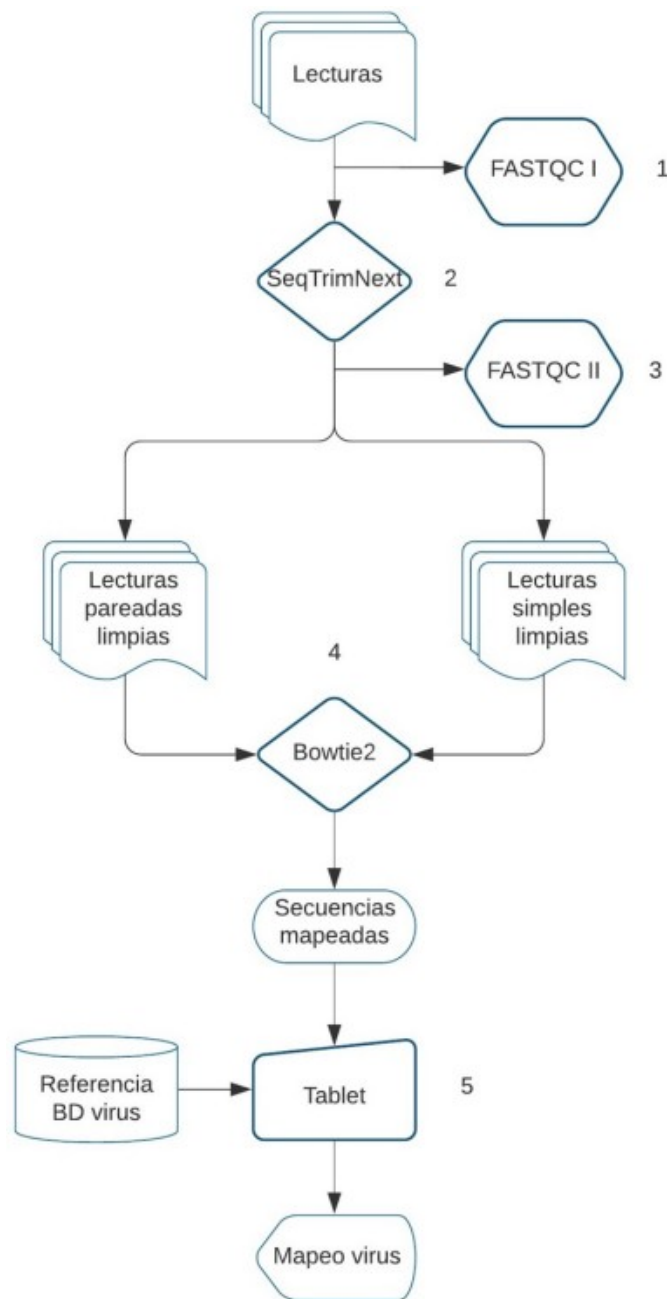 Lecturas
FASTQC I
1
SeqTrimNext
2
FASTQC II
3
Lecturas
pareadas
limpias
Lecturas
simples
limpias
4
Bowtie2
Secuencias
mapeadas
Referencia
BD virus
Tablet
5
Mapeo virus